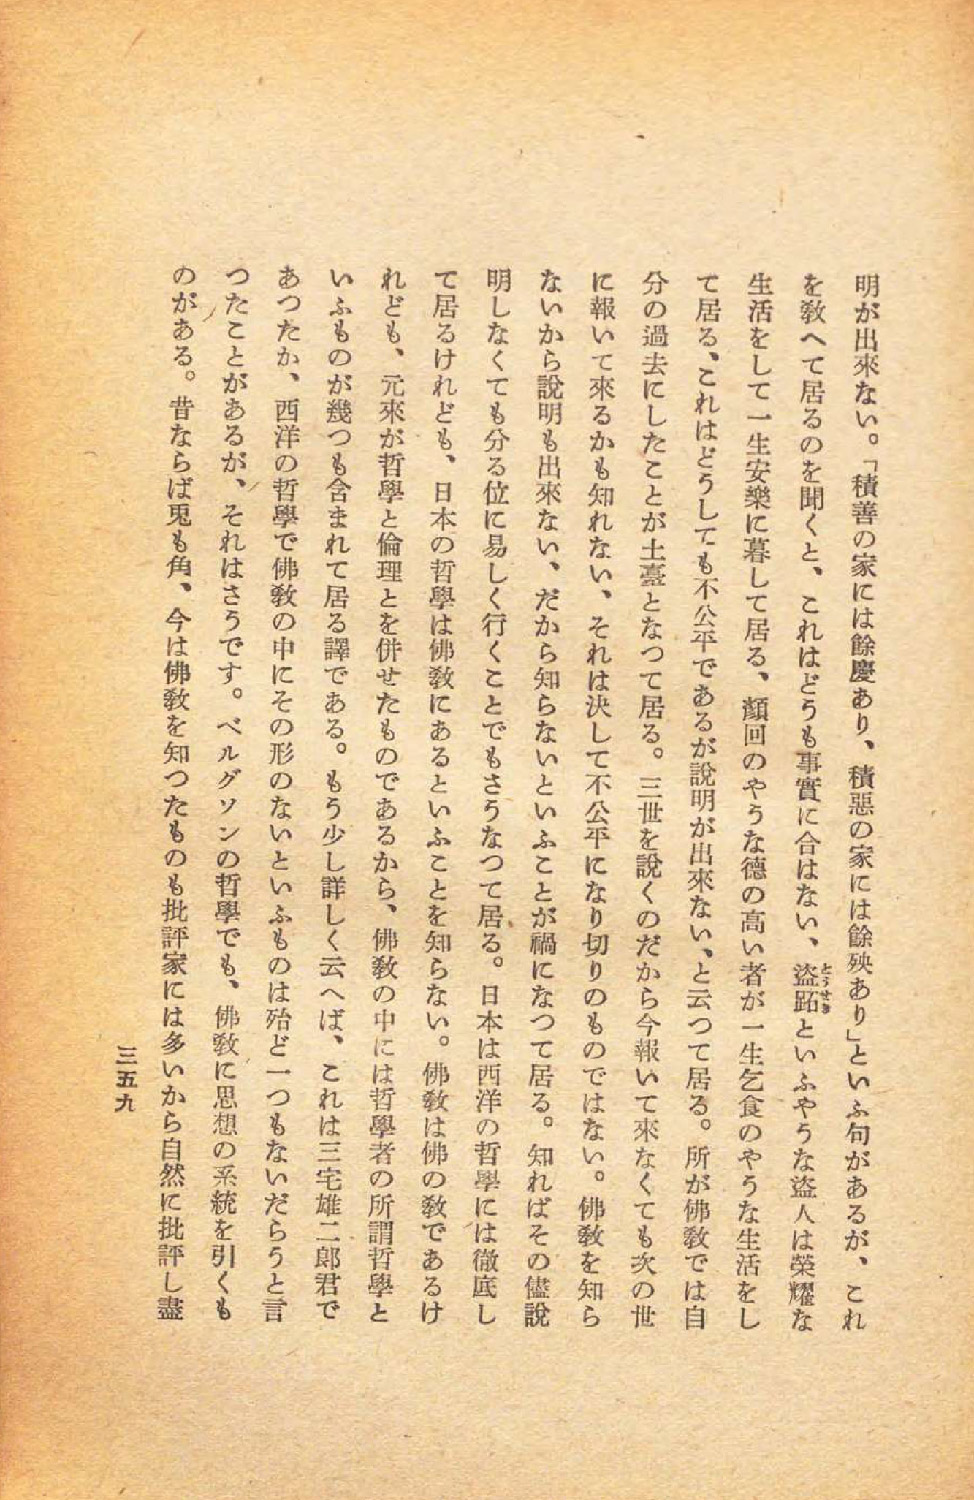 明が出來ない。「積善の家には餘慶あり、積惡の家には餘殃あり」といふ句があるが、これ
を敎へて居るのを聞くと、これはどうも事實に合はない、盜跖といふやうな盜人は榮耀な
とうせき
生活をして一生安樂に暮して居る、顏回のやうな德の高い者が一生乞食のやうな生活をし
て居る、これはどうしても不公平であるが說明が出來ない、と云つて居る。所が佛敎では自
分の過去にしたことが土臺となつて居る。三世を說くのだから今報いて來なくても次の世
に報いて來るかも知れない、それは決して不公平になり切りのものではない。佛敎を知ら
ないから說明も出來ない、だから知らないといふことが禍になつて居る。知ればその儘說
明しなくても分る位に易しく行くことでもさうなつて居る。日本は西洋の哲學には徹底し
て居るけれども、日本の哲學は佛敎にあるといふことを知らない。佛敎は佛の敎であるけ
れども、元來が哲學と倫理とを併せたものであるから、佛敎の中には哲學者の所謂哲學と
いふものが幾つも含まれて居る譯である。もう少し詳しく云へば、これは三宅雄二郞君で
あつたか、西洋の哲學で佛敎の中にその形のないといふものは殆ど一つもないだらうと言
つたことがあるが、それはさうです。ベルグソンの哲學でも、佛敎に思想の系統を引くも
のがある。昔ならば兎も角、今は佛敎を知つたものも批評家には多いから自然に批評し盡
三五九